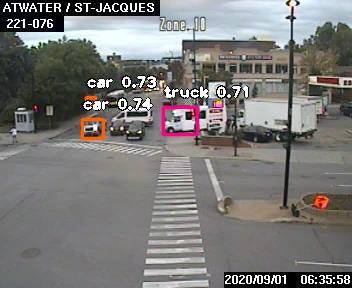 ATWATER / ST-JACQUES
221-076
Zone 10
car 0.73
truck 0.71
car 0.74
2020/09/01 06:35:58